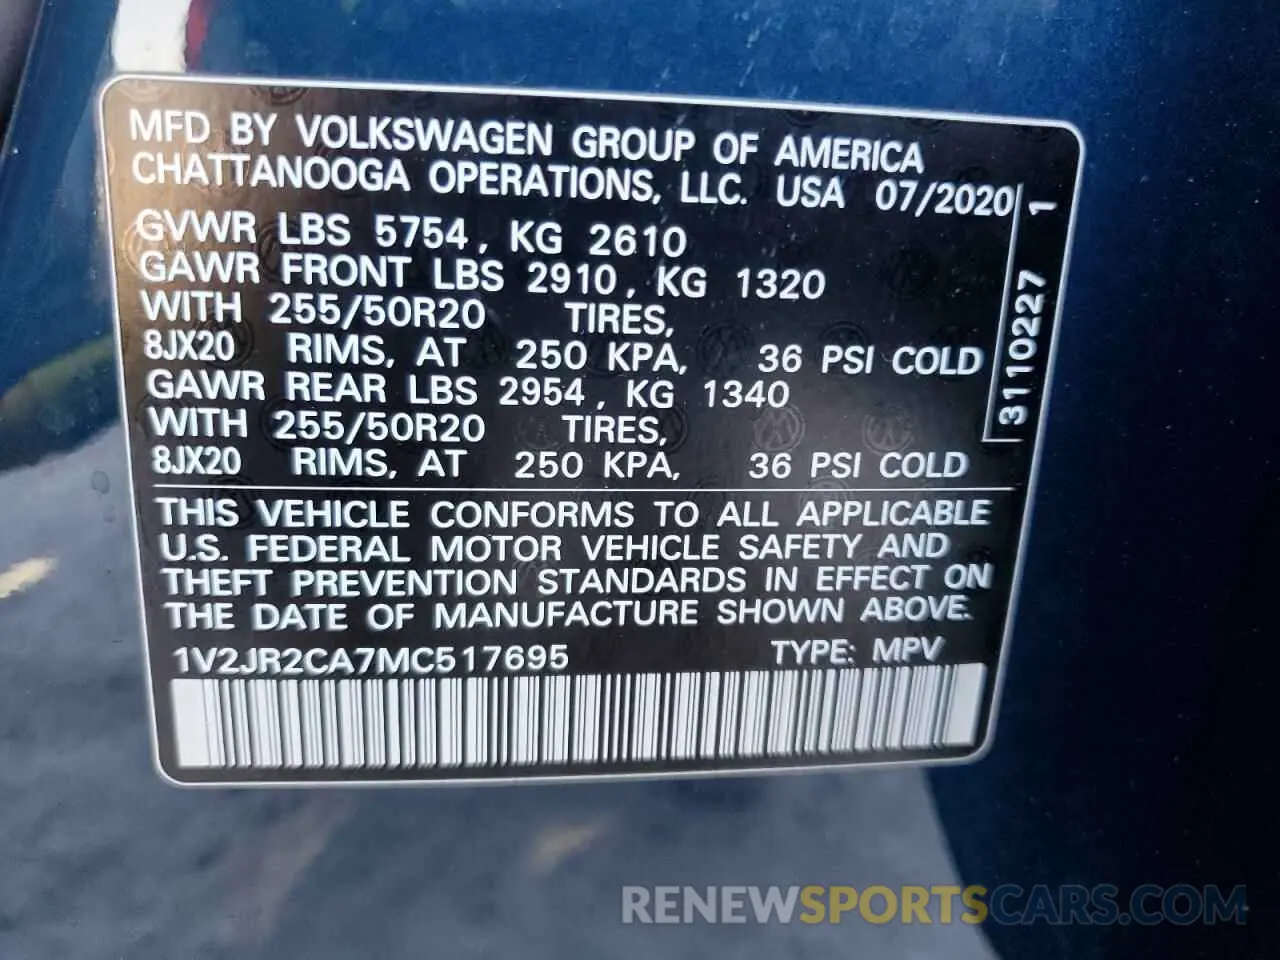 MFD BY VOLKSWAGEN GROUP OF AMERICA
CHATTANOOGA OPERATIONS, LLC. USA 07/2020
GVWR LBS 5754, KG 2610
GAWR FRONT LBS 2910, KG 1320
WITH 255/50R20 TIRES,
8JX20 RIMS, AT 250 KPA, 36 PSI COLD
GAWR REAR LBS 2954, KG 1340
WITH 255/50R20 TIRES,
8JX20 RIMS, AT 250 KPA, 36 PSI COLD
3110227 1
THIS VEHICLE CONFORMS TO ALL APPLICABLE
U.S. FEDERAL MOTOR VEHICLE SAFETY AND
THEFT PREVENTION STANDARDS IN EFFECT ON
THE DATE OF MANUFACTURE SHOWN ABOVE.
1V2JR2CA7MC517695 TYPE: MPV
RENEWSPORTSCARS.COM